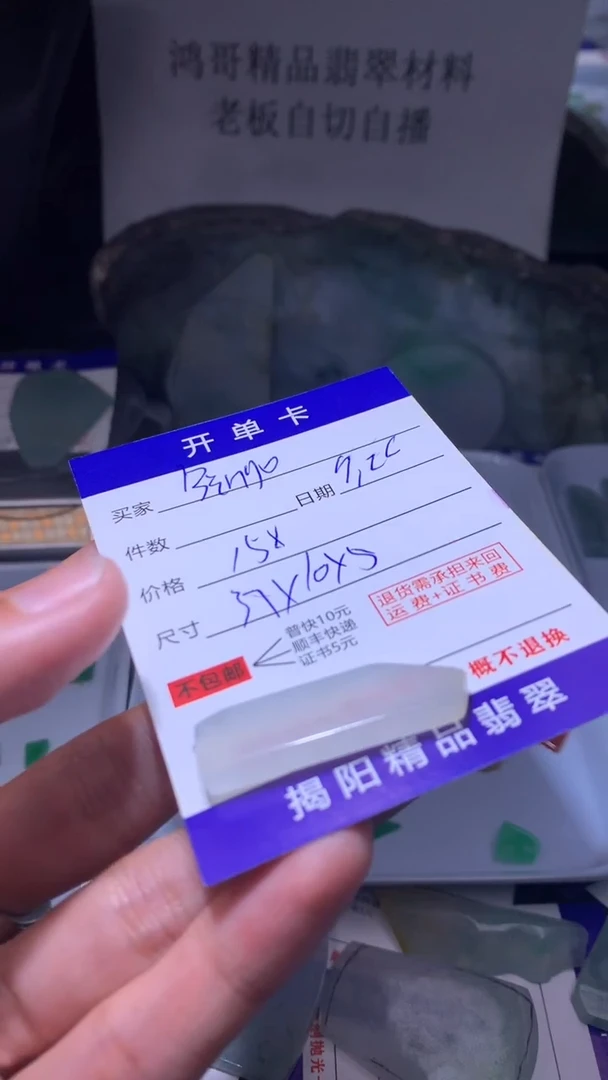 鸿哥精品翡翠材料
老板自切自播
开单卡
买家
日期
件数
价格 15X
尺寸 37X10X5
退货需承担来回
运费+证书费
不包邮
普快10元
顺丰快递
证书5元
概不退换
揭阳精品翡翠